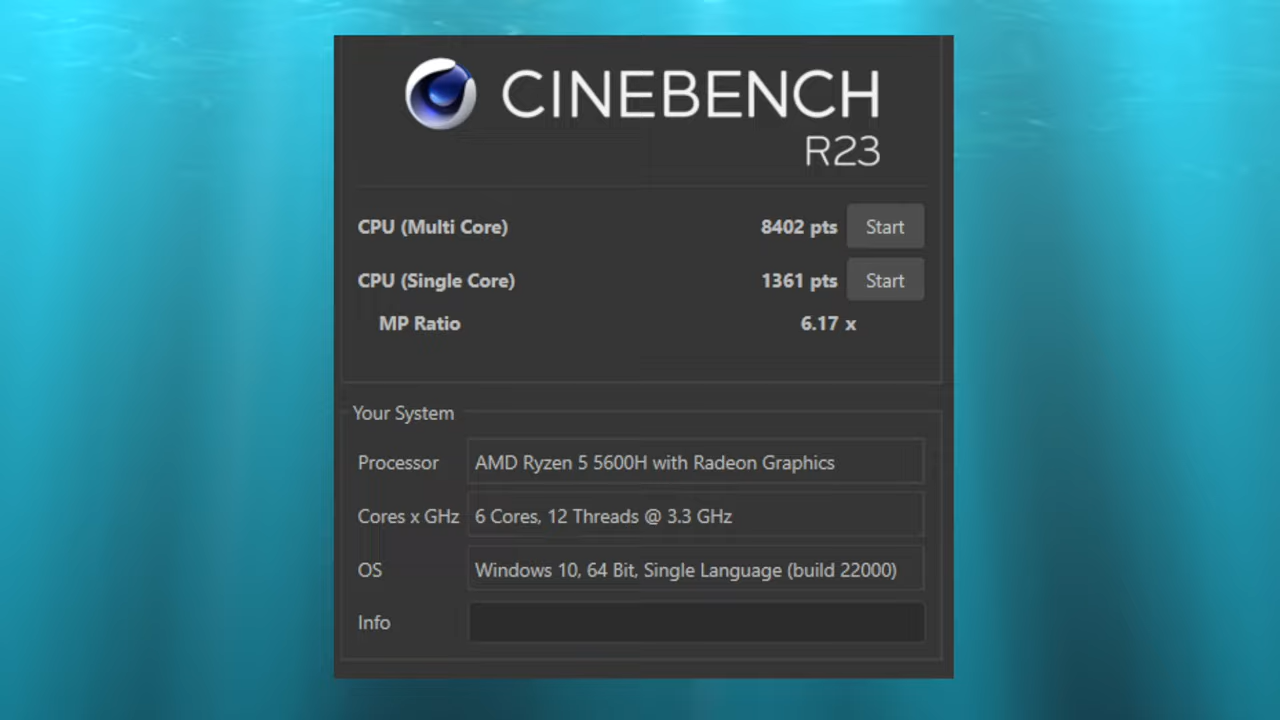 CINEBENCH
R23
CPU (Multi Core) 8402 pts Start
CPU (Single Core) 1361 pts Start
MP Ratio 6.17 x
Your System
Processor AMD Ryzen 5 5600H with Radeon Graphics
Cores x GHz 6 Cores, 12 Threads @ 3.3 GHz
OS Windows 10, 64 Bit, Single Language (build 22000)
Info